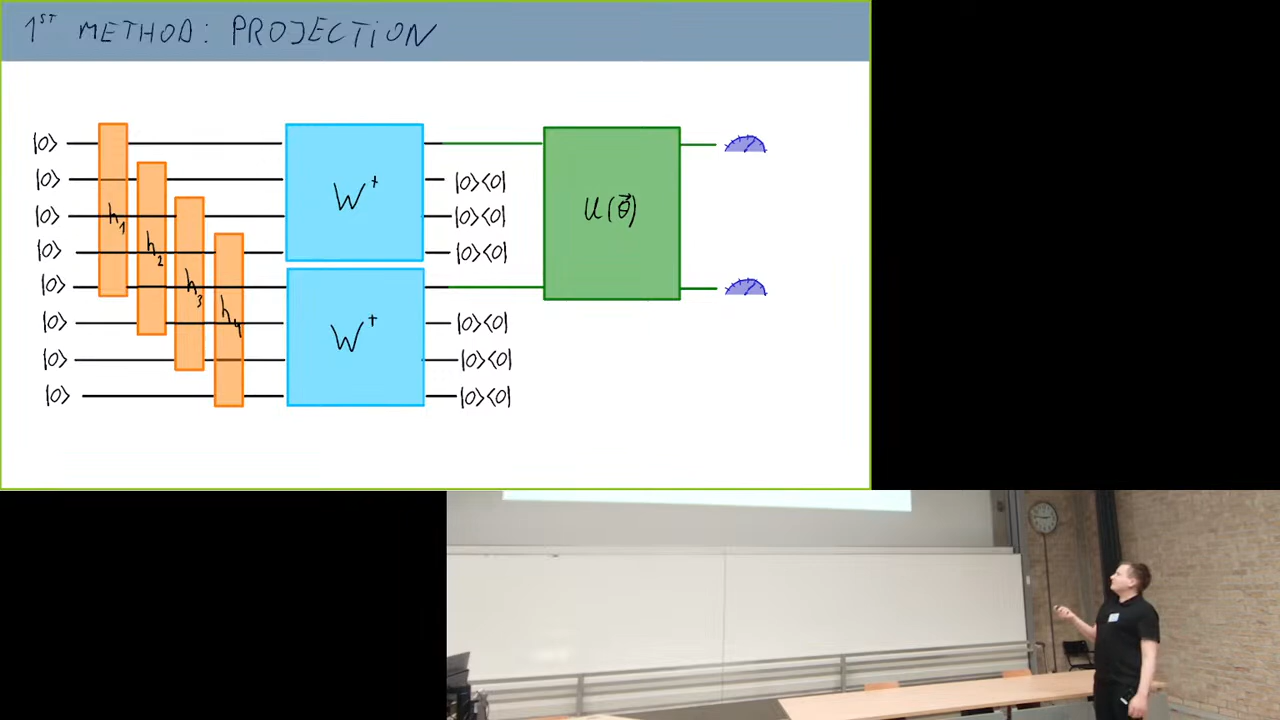 1ST METHOD: PROJECTION
|0>
|0> |0><0|
|0> h1 W+ |0><0| U(θ⃗)
|0> h2 |0><0|
|0> h3
|0> h4 W+ |0><0|
|0> |0><0|
|0> |0><0|